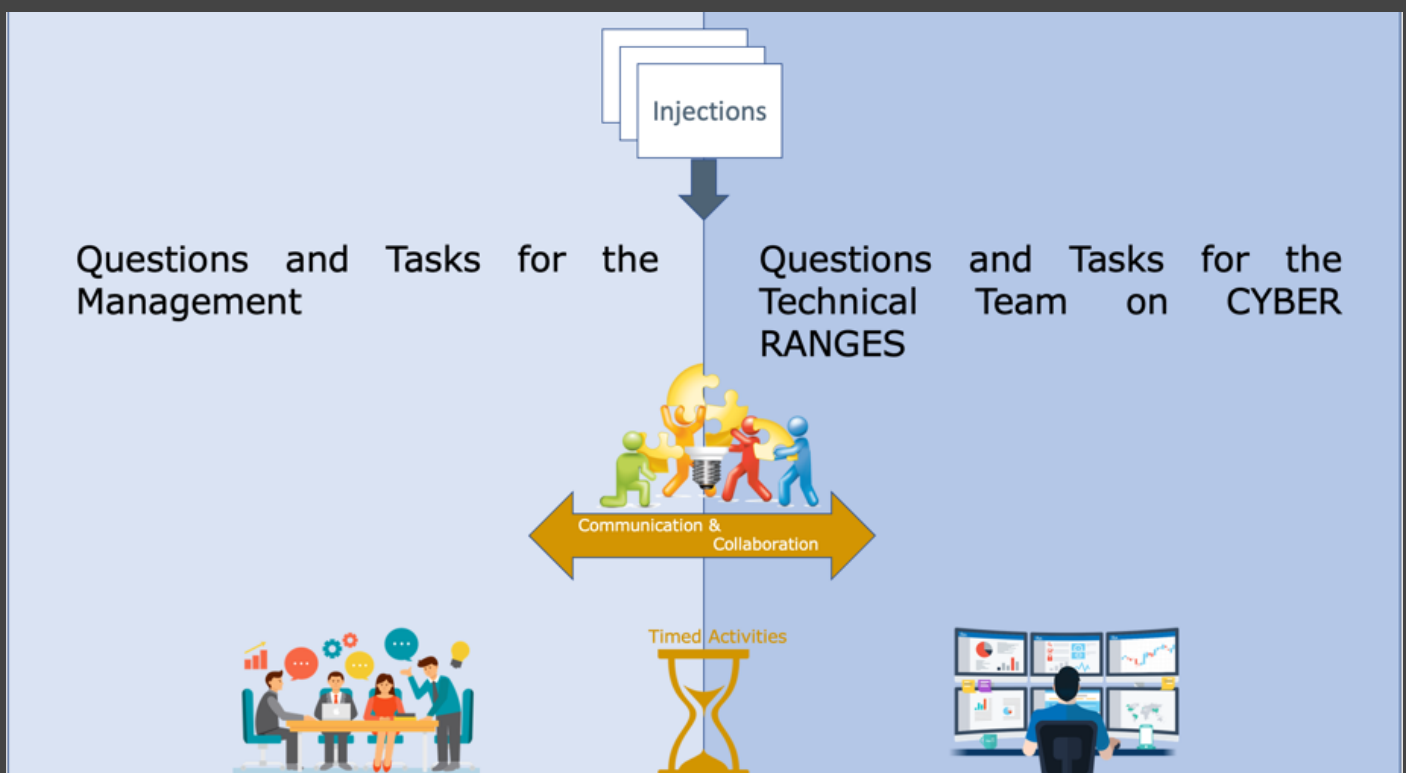 Injections
Questions and Tasks for the
Management
Questions and Tasks for the
Technical Team on CYBER
RANGES
Communication &
Collaboration
Timed Activities